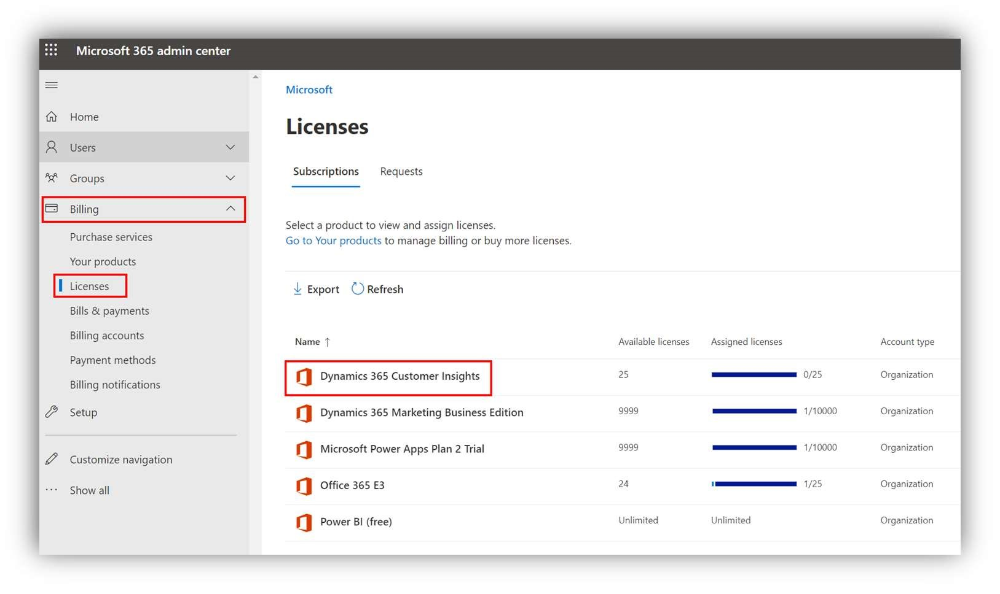 Microsoft 365 admin center
Home
Users
Groups
Billing
Purchase services
Your products
Licenses
Bills & payments
Billing accounts
Payment methods
Billing notifications
Setup
Customize navigation
Show all
Microsoft
Licenses
Subscriptions Requests
Select a product to view and assign licenses.
Go to Your products to manage billing or buy more licenses.
Export Refresh
Name ↑ Available licenses Assigned licenses Account type
Dynamics 365 Customer Insights 25 0/25 Organization
Dynamics 365 Marketing Business Edition 9999 1/10000 Organization
Microsoft Power Apps Plan 2 Trial 9999 1/10000 Organization
Office 365 E3 24 1/25 Organization
Power BI (free) Unlimited Unlimited Organization